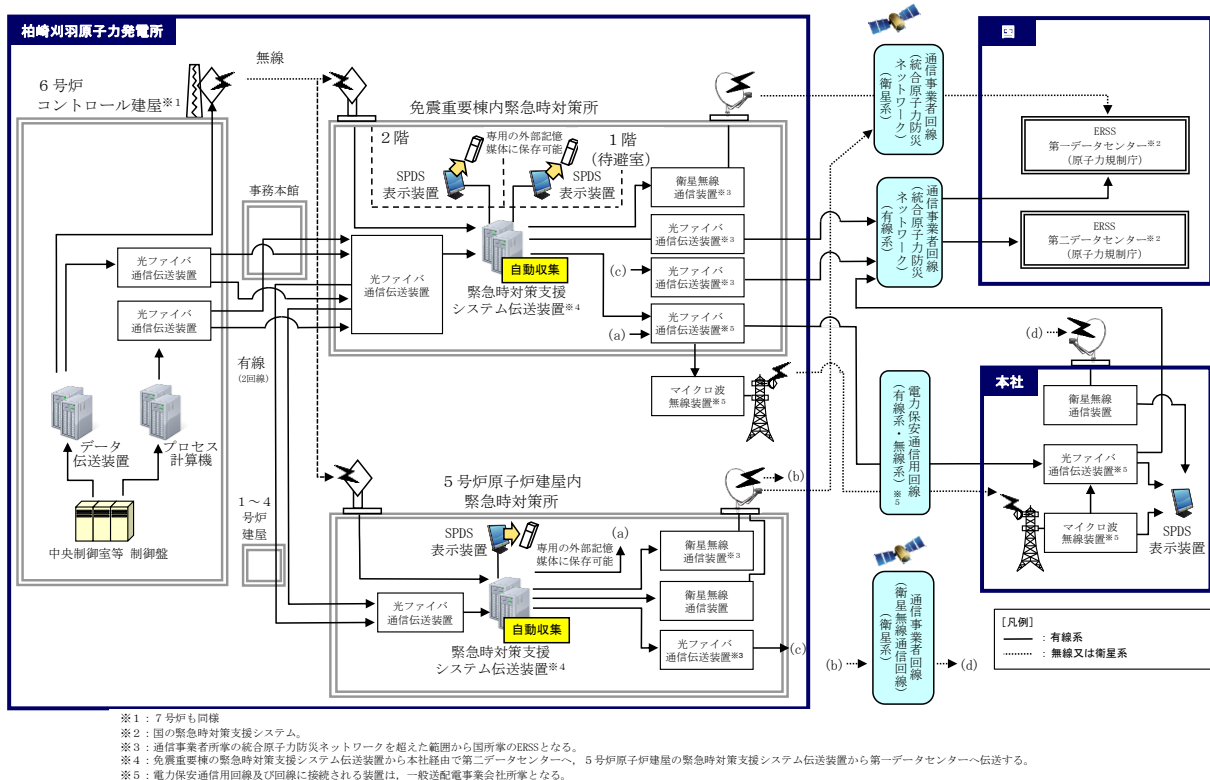 柏崎刈羽原子力発電所
6号炉
コントロール建屋※1
無線
事務本館
光ファイバ
通信伝送装置
光ファイバ
通信伝送装置
有線
(2回線)
データ
伝送装置
プロセス
計算機
中央制御室等 制御盤
1~4
号炉
建屋
免震重要棟内緊急時対策所
2階
専用の外部記憶
媒体に保存可能
1階
(待避室)
SPDS
表示装置
SPDS
表示装置
光ファイバ
通信伝送装置
自動収集
緊急時対策支援
システム伝送装置※4
衛星無線
通信装置※3
光ファイバ
通信伝送装置※3
(c)
光ファイバ
通信伝送装置※3
(a)
光ファイバ
通信伝送装置※5
マイクロ波
無線装置※5
5号炉原子炉建屋内
緊急時対策所
(b)
SPDS
表示装置
専用の外部記憶
媒体に保存可能
(a)
光ファイバ
通信伝送装置
自動収集
緊急時対策支援
システム伝送装置※4
衛星無線
通信装置※3
衛星無線
通信装置
光ファイバ
通信伝送装置※3
(c)
通信事業者回線
(統合原子力防災
ネットワーク)
(衛星系)
通信事業者回線
(統合原子力防災
ネットワーク)
(有線系)
電力保安通信用回線
(有線系・無線系)※5
通信事業者回線
(衛星無線通信回線)
(衛星系)
(b)
(d)
国
ERSS
第一データセンター※2
(原子力規制庁)
ERSS
第二データセンター※2
(原子力規制庁)
(d)
本社
衛星無線
通信装置
光ファイバ
通信伝送装置※5
マイクロ波
無線装置※5
SPDS
表示装置
[凡例]
:有線系
:無線又は衛星系
※1:7号炉も同様
※2:国の緊急時対策支援システム。
※3:通信事業者所掌の統合原子力防災ネットワークを超えた範囲から国所掌のERSSとなる。
※4:免震重要棟の緊急時対策支援システム伝送装置から本社経由で第二データセンターへ,5号炉原子炉建屋の緊急時対策支援システム伝送装置から第一データセンターへ伝送する。
※5:電力保安通信用回線及び回線に接続される装置は,一般送配電事業会社所掌となる。